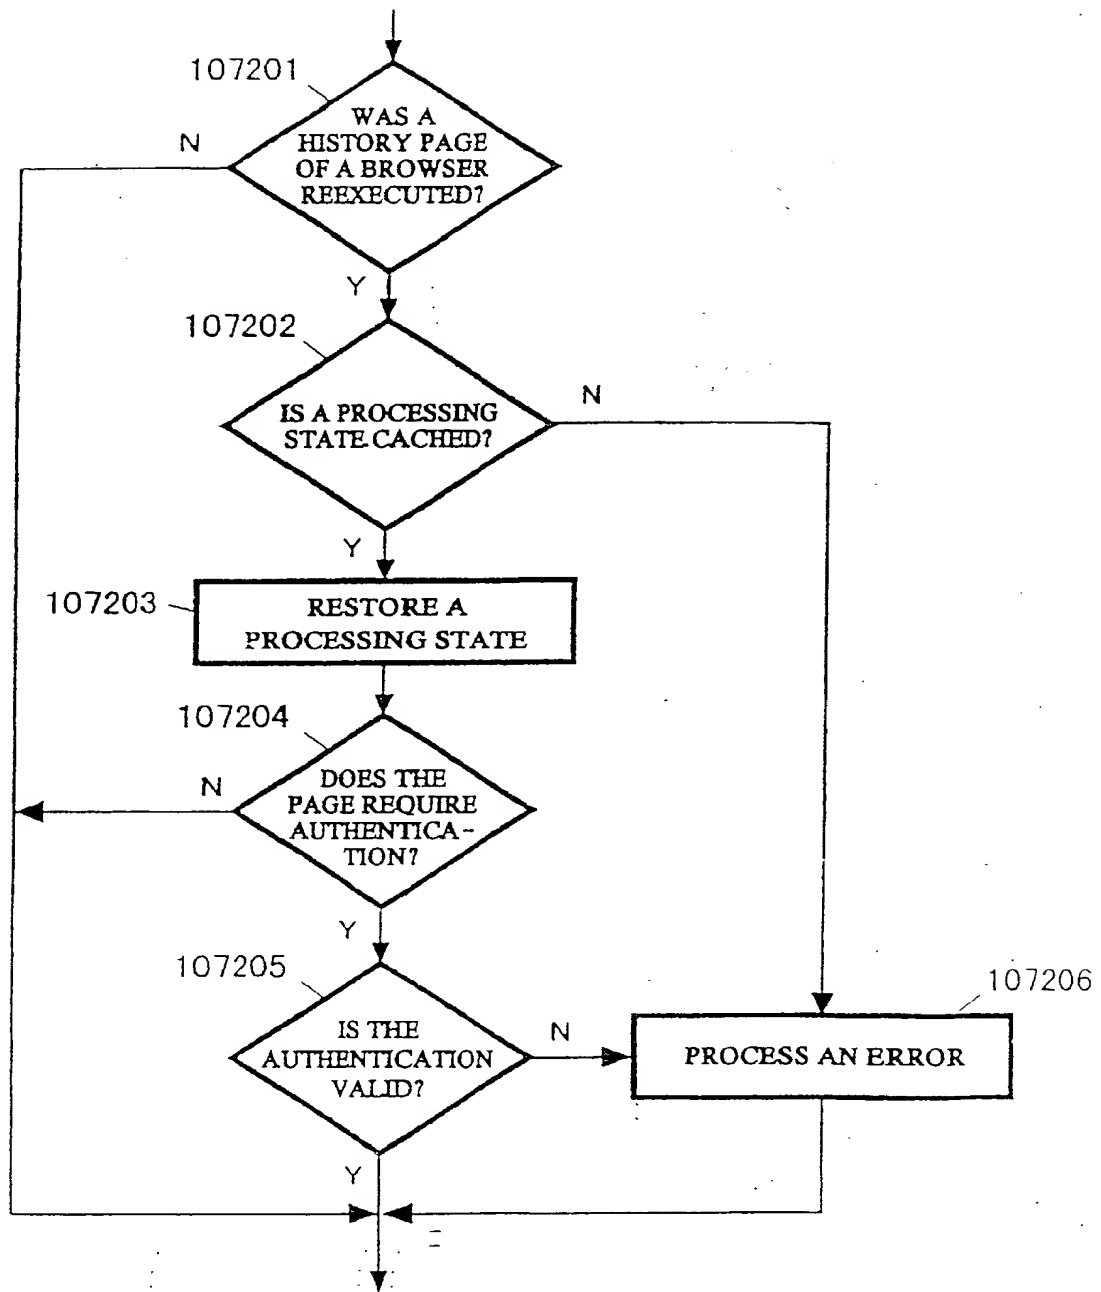 107201
WAS A
HISTORY PAGE
OF A BROWSER
REEXECUTED?
N
Y
107202
IS A PROCESSING
STATE CACHED?
N
Y
107203
RESTORE A
PROCESSING STATE
107204
DOES THE
PAGE REQUIRE
AUTHENTICA-
TION?
N
Y
107205
IS THE
AUTHENTICATION
VALID?
N
107206
PROCESS AN ERROR
Y